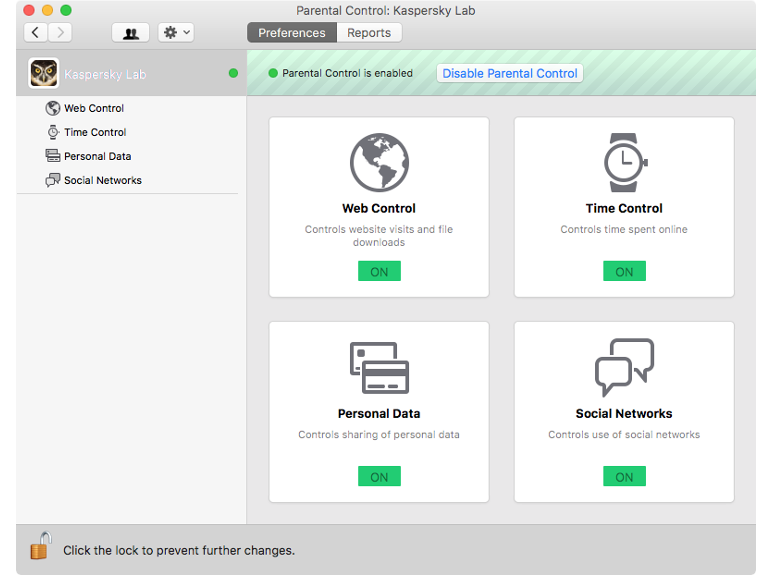 Parental Control: Kaspersky Lab
Preferences
Reports
Kaspersky Lab
Parental Control is enabled
Disable Parental Control
Web Control
Time Control
Personal Data
Social Networks
Web Control
Controls website visits and file
downloads
ON
Time Control
Controls time spent online
ON
Personal Data
Controls sharing of personal data
ON
Social Networks
Controls use of social networks
ON
Click the lock to prevent further changes.